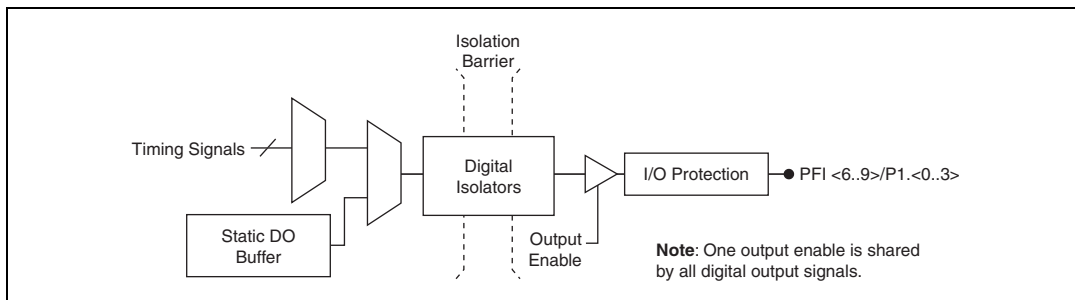 Isolation
Barrier
Timing Signals
Digital
Isolators
I/O Protection
PFI <6..9>/P1.<0..3>
Static DO
Buffer
Output
Enable
Note: One output enable is shared
by all digital output signals.